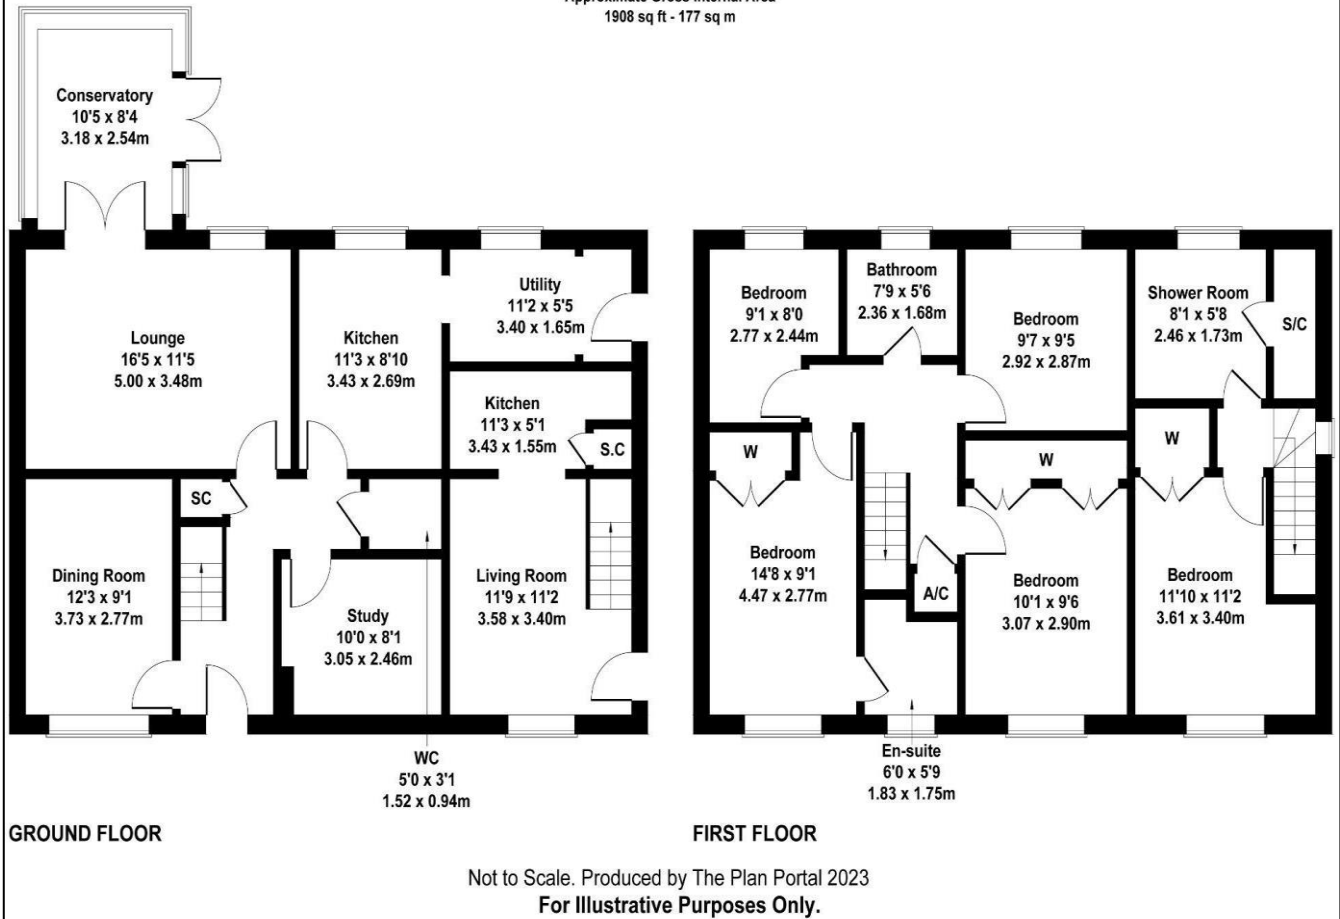 Approximate Gross Internal Area
1908 sq ft - 177 sq m
Conservatory
10'5 x 8'4
3.18 x 2.54m
Lounge
16'5 x 11'5
5.00 x 3.48m
Kitchen
11'3 x 8'10
3.43 x 2.69m
Utility
11'2 x 5'5
3.40 x 1.65m
Kitchen
11'3 x 5'1
3.43 x 1.55m
S.C
SC
Dining Room
12'3 x 9'1
3.73 x 2.77m
Study
10'0 x 8'1
3.05 x 2.46m
Living Room
11'9 x 11'2
3.58 x 3.40m
WC
5'0 x 3'1
1.52 x 0.94m
GROUND FLOOR
Bedroom
9'1 x 8'0
2.77 x 2.44m
Bathroom
7'9 x 5'6
2.36 x 1.68m
Bedroom
9'7 x 9'5
2.92 x 2.87m
Shower Room
8'1 x 5'8
2.46 x 1.73m
S/C
W
W
W
Bedroom
14'8 x 9'1
4.47 x 2.77m
A/C
Bedroom
10'1 x 9'6
3.07 x 2.90m
Bedroom
11'10 x 11'2
3.61 x 3.40m
En-suite
6'0 x 5'9
1.83 x 1.75m
FIRST FLOOR
Not to Scale. Produced by The Plan Portal 2023
For Illustrative Purposes Only.